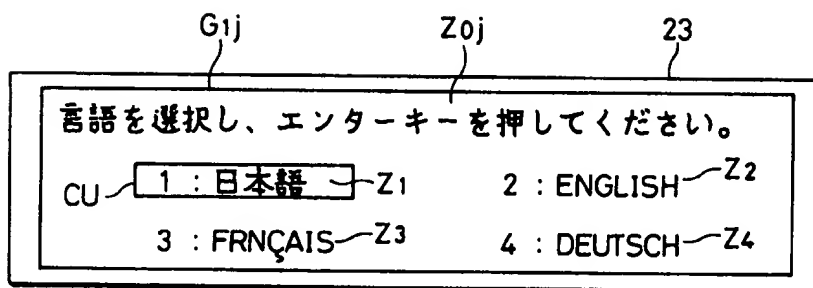 G1j Z0j 23
言語を選択し、エンターキーを押してください。
CU 1 : 日本語 Z1 2 : ENGLISH Z2
3 : FRNÇAIS Z3 4 : DEUTSCH Z4